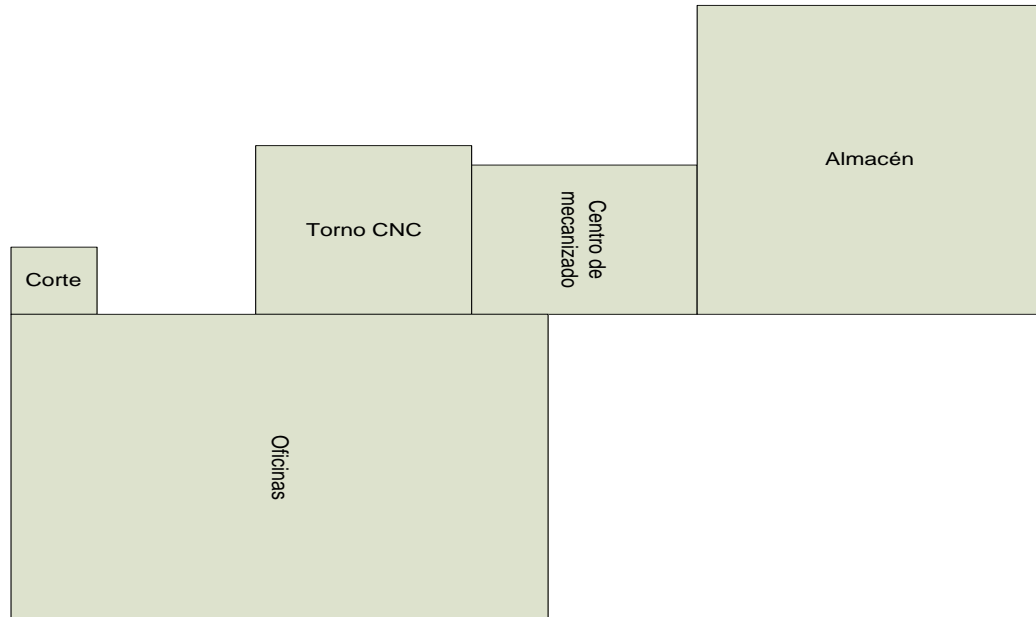 Almacén
Torno CNC
Centro de
mecanizado
Corte
Oficinas